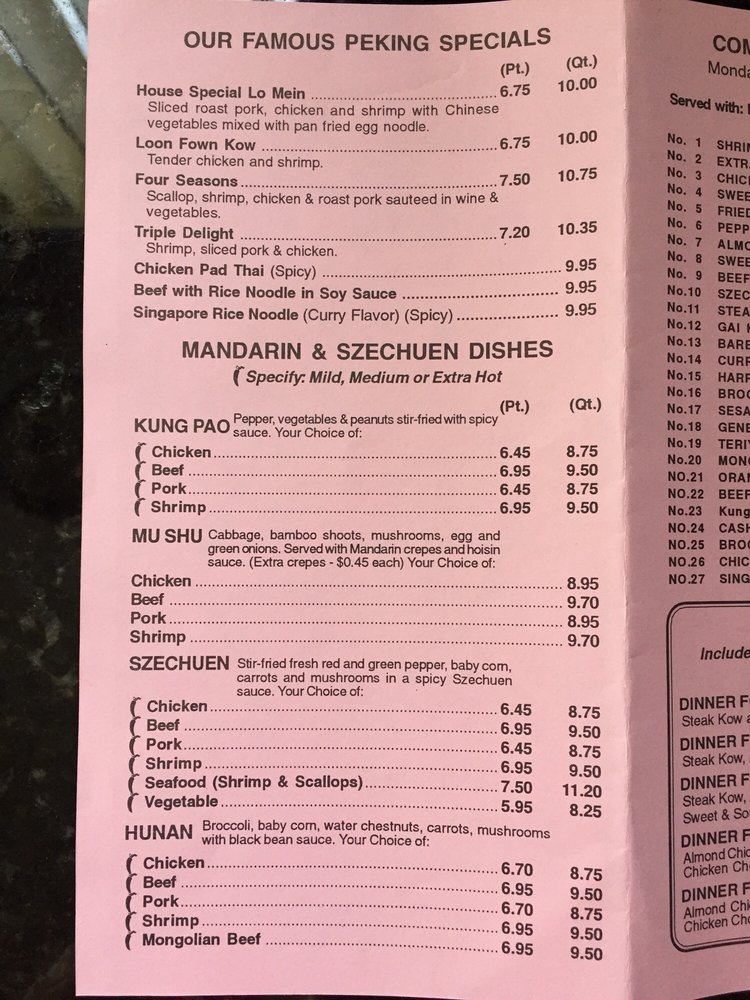 OUR FAMOUS PEKING SPECIALS
(Pt.) (Qt.)
House Special Lo Mein 6.75 10.00
Sliced roast pork, chicken and shrimp with Chinese
vegetables mixed with pan fried egg noodle.
Loon Fown Kow 6.75 10.00
Tender chicken and shrimp.
Four Seasons 7.50 10.75
Scallop, shrimp, chicken & roast pork sauteed in wine &
vegetables.
Triple Delight 7.20 10.35
Shrimp, sliced pork & chicken.
Chicken Pad Thai (Spicy) 9.95
Beef with Rice Noodle in Soy Sauce 9.95
Singapore Rice Noodle (Curry Flavor) (Spicy) 9.95
MANDARIN & SZECHUEN DISHES
Specify: Mild, Medium or Extra Hot
(Pt.) (Qt.)
KUNG PAO Pepper, vegetables & peanuts stir-fried with spicy
sauce. Your Choice of:
Chicken 6.45 8.75
Beef 6.95 9.50
Pork 6.45 8.75
Shrimp 6.95 9.50
MU SHU Cabbage, bamboo shoots, mushrooms, egg and
green onions. Served with Mandarin crepes and hoisin
sauce. (Extra crepes - $0.45 each) Your Choice of:
Chicken 8.95
Beef 9.70
Pork 8.95
Shrimp 9.70
SZECHUEN Stir-fried fresh red and green pepper, baby corn,
carrots and mushrooms in a spicy Szechuen
sauce. Your Choice of:
Chicken 6.45 8.75
Beef 6.95 9.50
Pork 6.45 8.75
Shrimp 6.95 9.50
Seafood (Shrimp & Scallops) 7.50 11.20
Vegetable 5.95 8.25
HUNAN Broccoli, baby corn, water chestnuts, carrots, mushrooms
with black bean sauce. Your Choice of:
Chicken 6.70 8.75
Beef 6.95 9.50
Pork 6.70 8.75
Shrimp 6.95 9.50
Mongolian Beef 6.95 9.50
Served with:
No. 1
No. 2
No. 3
No. 4
No. 5
No. 6
No. 7
No. 8
No. 9 BEEF
No.10
No.11
No.12 GAI
No.13
No.14
No.15
No.16
No.17
No.18
No.19
No.20
NO.21
NO.22 BEEF
No.23 Kung
NO.24
NO.25
NO.26
NO.27
Include
DINNER
Steak Kow
DINNER
Steak Kow,
DINNER
Steak Kow,
Sweet &
DINNER
Almond
Chicken
DINNER
Almond
Chicken